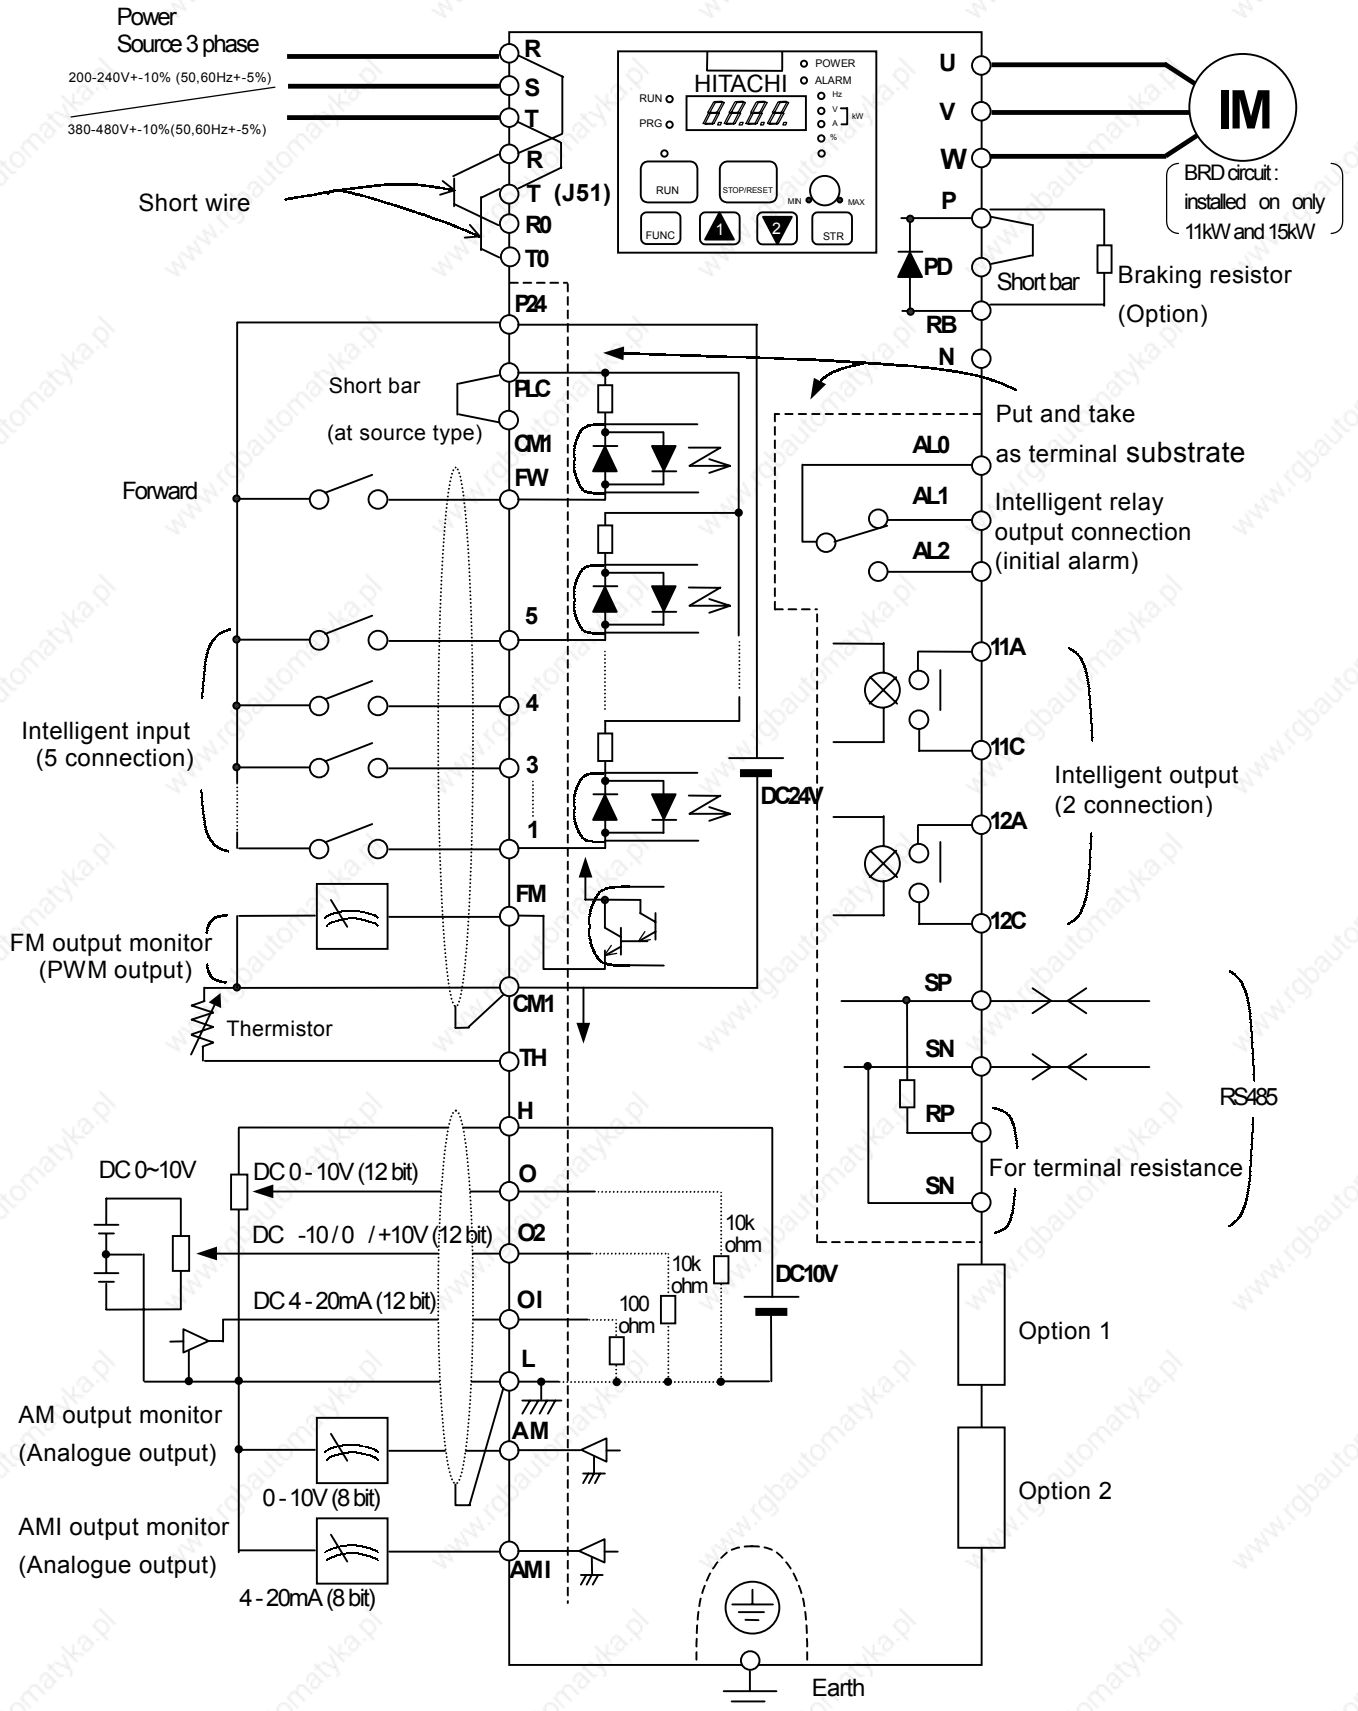 Power
Source 3 phase
200-240V+-10% (50,60Hz+-5%)
380-480V+-10%(50,60Hz+-5%)
Short wire
R
S
T
R
T (J51)
R0
T0
HITACHI
POWER
ALARM
RUN
PRG
8.8.8.8.
Hz
V
A
kW
%
RUN
STOP/RESET
MIN
MAX
FUNC
1
2
STR
U
V
W
IM
BRD circuit :
installed on only
11kW and 15kW
P
PD
Short bar
RB
N
Braking resistor
(Option)
P24
PLC
Short bar
(at source type)
CM1
FW
Forward
5
4
3
1
Intelligent input
(5 connection)
DC24V
FM
FM output monitor
(PWM output)
CM1
Thermistor
TH
Put and take
as terminal substrate
AL0
AL1
AL2
Intelligent relay
output connection
(initial alarm)
11A
11C
Intelligent output
(2 connection)
12A
12C
SP
SN
RP
SN
RS485
For terminal resistance
H
DC 0~10V
DC 0 - 10V (12 bit)
O
DC -10 / 0 / +10V (12 bit)
O2
DC 4 - 20mA (12 bit)
OI
10k
ohm
10k
ohm
100
ohm
DC10V
L
AM output monitor
(Analogue output)
AM
0 - 10V (8 bit)
AMI output monitor
(Analogue output)
AMI
4 - 20mA (8 bit)
Option 1
Option 2
Earth
www.rgbautomatyka.pl